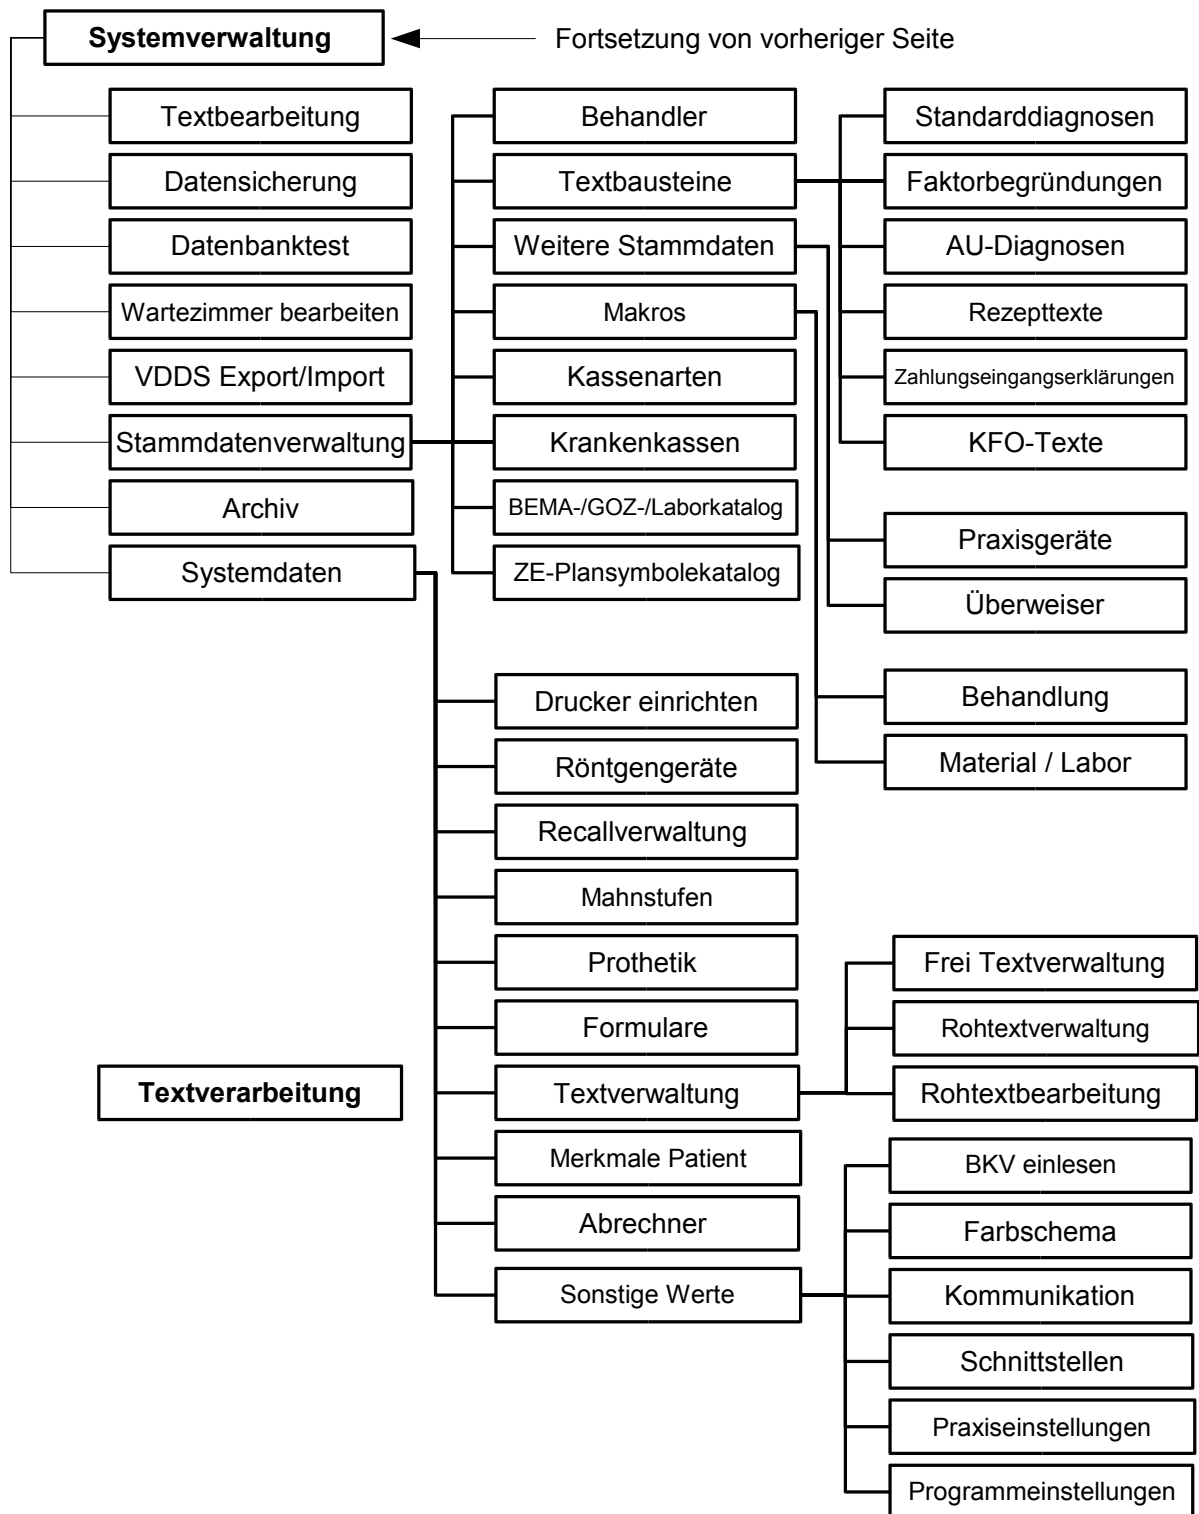 Systemverwaltung
Fortsetzung von vorheriger Seite
Textbearbeitung
Datensicherung
Datenbanktest
Wartezimmer bearbeiten
VDDS Export/Import
Stammdatenverwaltung
Archiv
Systemdaten
Behandler
Textbausteine
Weitere Stammdaten
Makros
Kassenarten
Krankenkassen
BEMA-/GOZ-/Laborkatalog
ZE-Plansymbolekatalog
Standarddiagnosen
Faktorbegründungen
AU-Diagnosen
Rezepttexte
Zahlungseingangserklärungen
KFO-Texte
Praxisgeräte
Überweiser
Behandlung
Material / Labor
Drucker einrichten
Röntgengeräte
Recallverwaltung
Mahnstufen
Prothetik
Formulare
Textverwaltung
Merkmale Patient
Abrechner
Sonstige Werte
Frei Textverwaltung
Rohtextverwaltung
Rohtextbearbeitung
BKV einlesen
Farbschema
Kommunikation
Schnittstellen
Praxiseinstellungen
Programmeinstellungen
Textverarbeitung